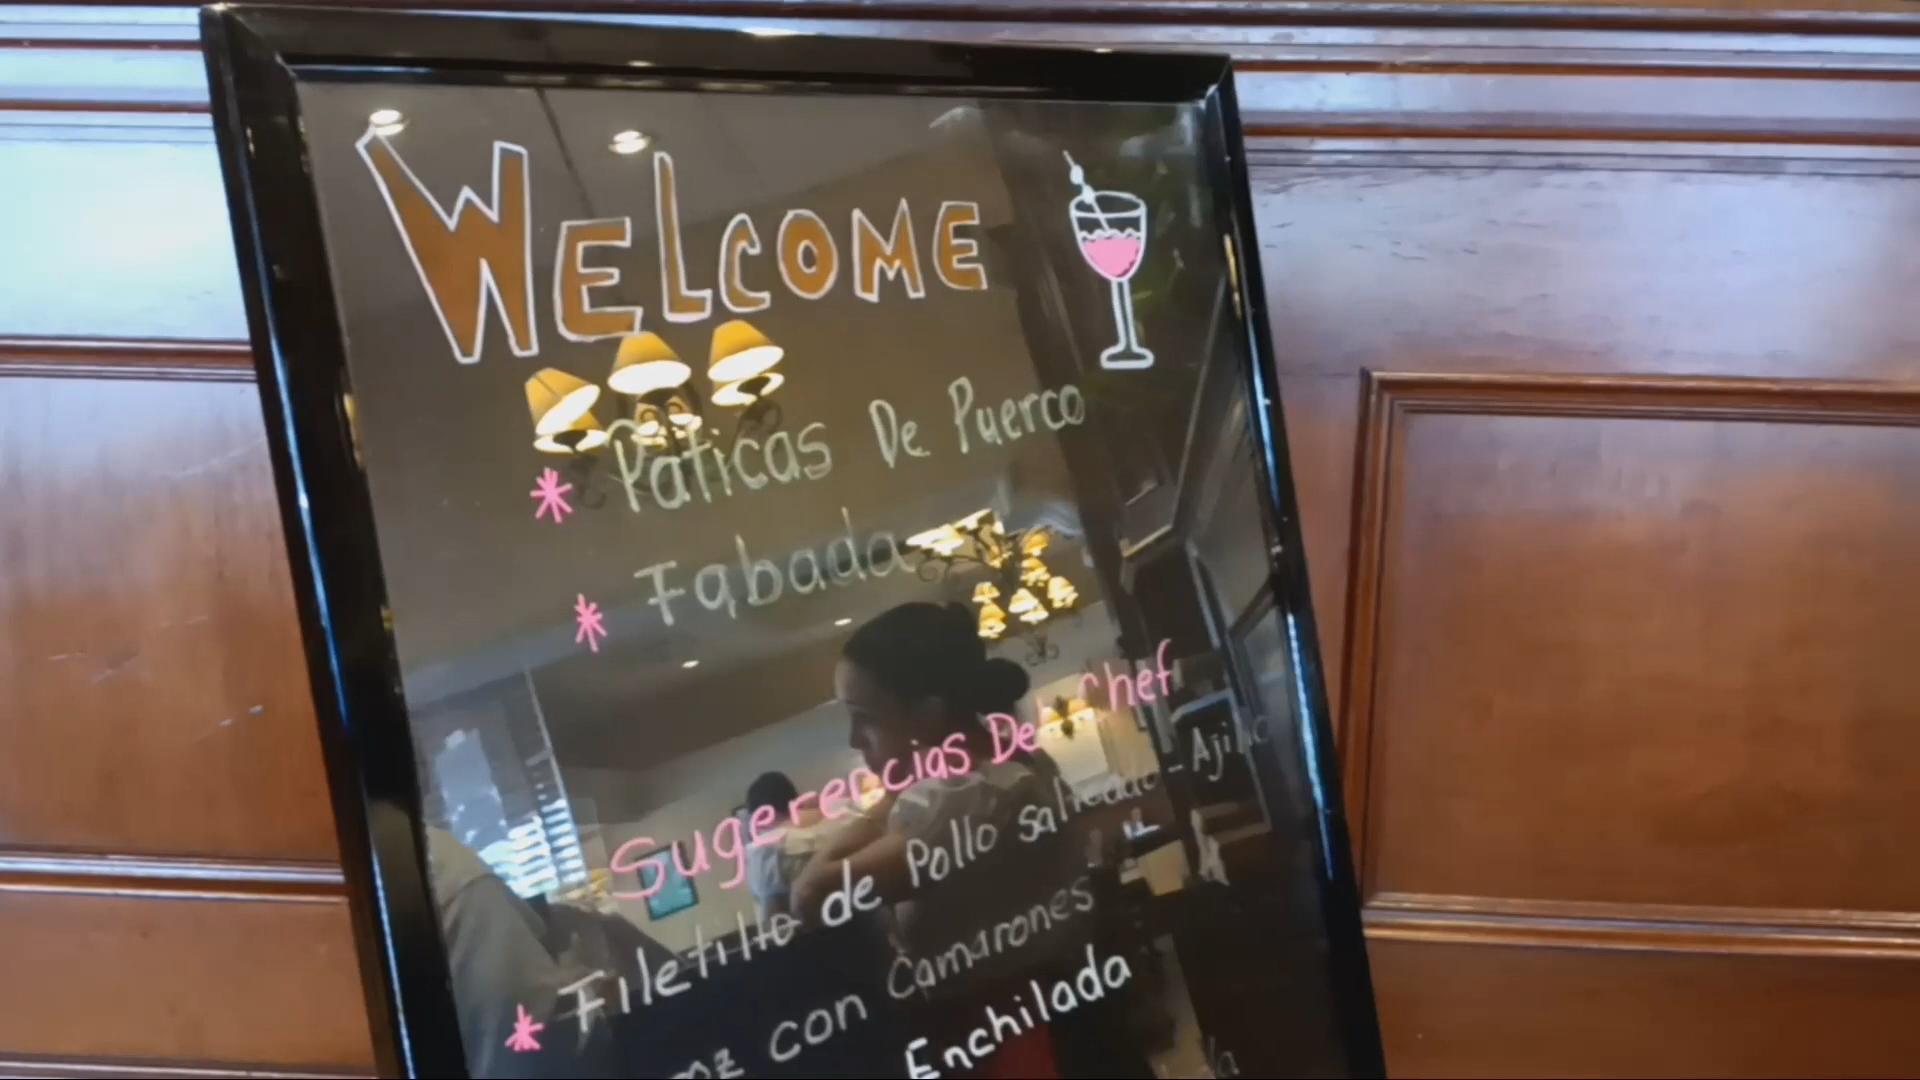 WELCOME
* Paticas De Puerco
* Fabada
Sugerencias Del Chef
* Filetillo de Pollo salteado - Ajillo
con Camarones
Enchilada